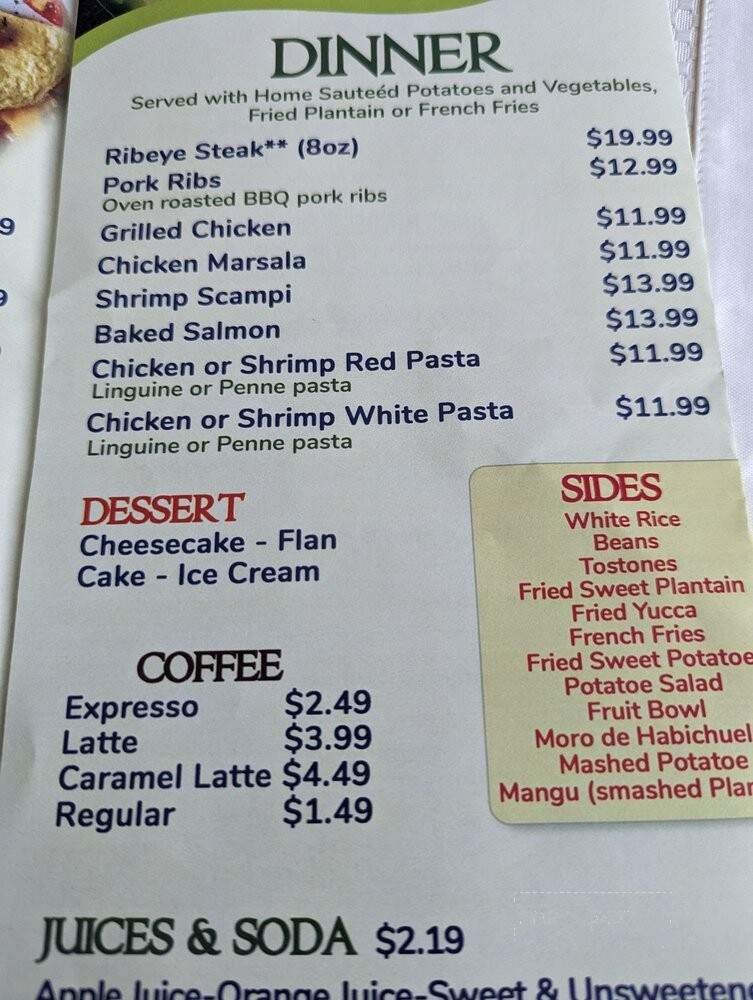 DINNER
Served with Home Sauteéd Potatoes and Vegetables,
Fried Plantain or French Fries
Ribeye Steak** (8oz) $19.99
Pork Ribs $12.99
Oven roasted BBQ pork ribs
Grilled Chicken $11.99
Chicken Marsala $11.99
Shrimp Scampi $13.99
Baked Salmon $13.99
Chicken or Shrimp Red Pasta $11.99
Linguine or Penne pasta
Chicken or Shrimp White Pasta $11.99
Linguine or Penne pasta
DESSERT
Cheesecake - Flan
Cake - Ice Cream
COFFEE
Expresso $2.49
Latte $3.99
Caramel Latte $4.49
Regular $1.49
SIDES
White Rice
Beans
Tostones
Fried Sweet Plantain
Fried Yucca
French Fries
Fried Sweet Potatoe
Potatoe Salad
Fruit Bowl
Moro de Habichuel
Mashed Potatoe
Mangu (smashed Plan
JUICES & SODA $2.19
Apple Juice-Orange Juice-Sweet & Unsweeten